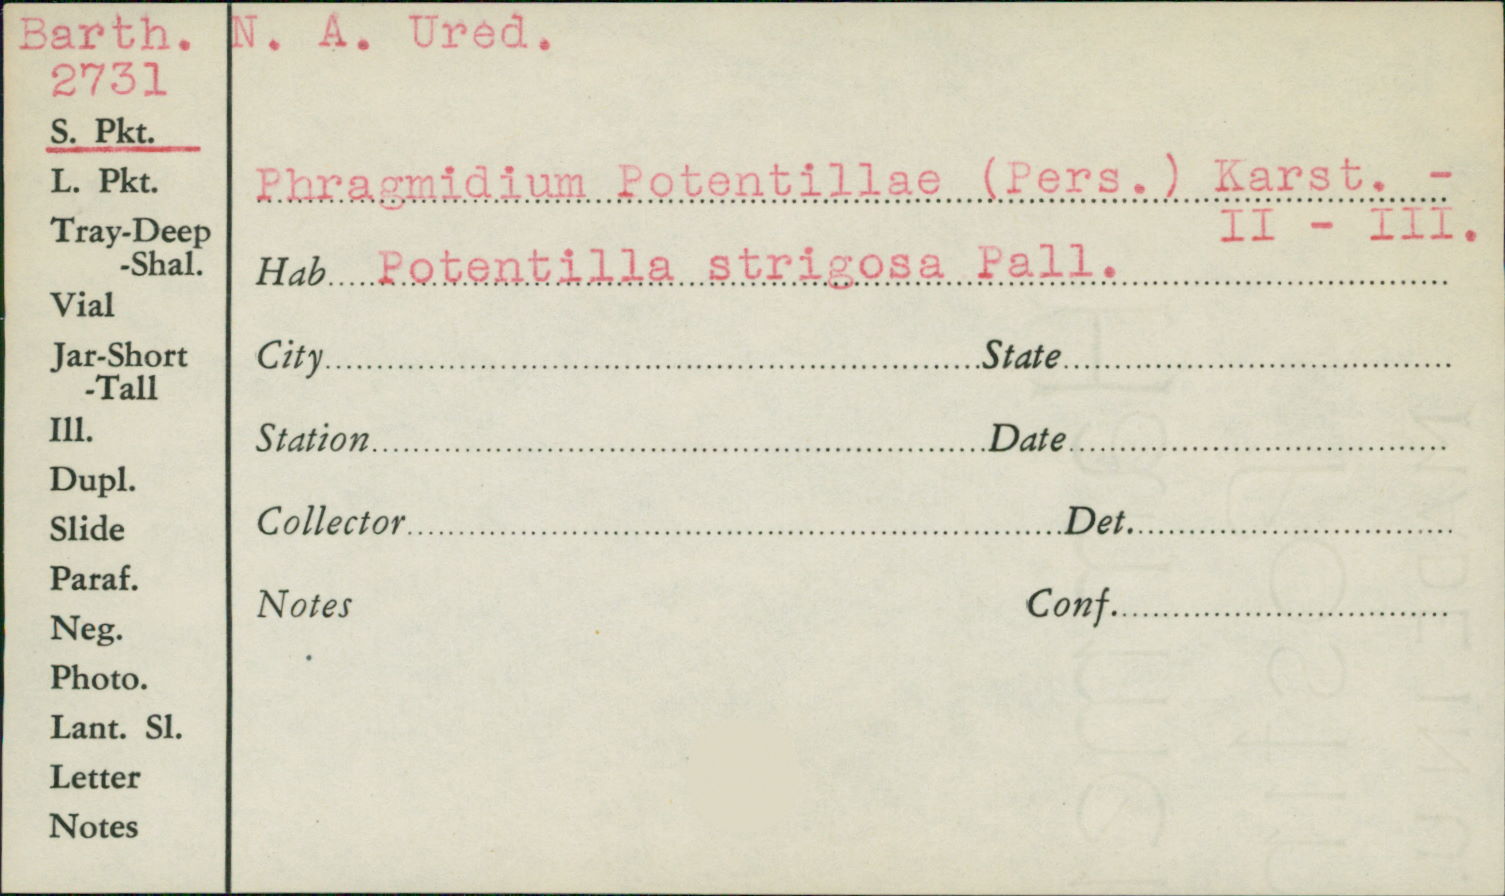 Barth. N. A. Ured.
2731
S. Pkt.
L. Pkt.
Tray-Deep
-Shal.
Vial
Jar-Short
-Tall
Ill.
Dupl.
Slide
Paraf.
Neg.
Photo.
Lant. Sl.
Letter
Notes
Phragmidium Potentillae (Pers.) Karst. -
II - III.
Hab. Potentilla strigosa Pall.
City State
Station Date
Collector Det.
Notes Conf.